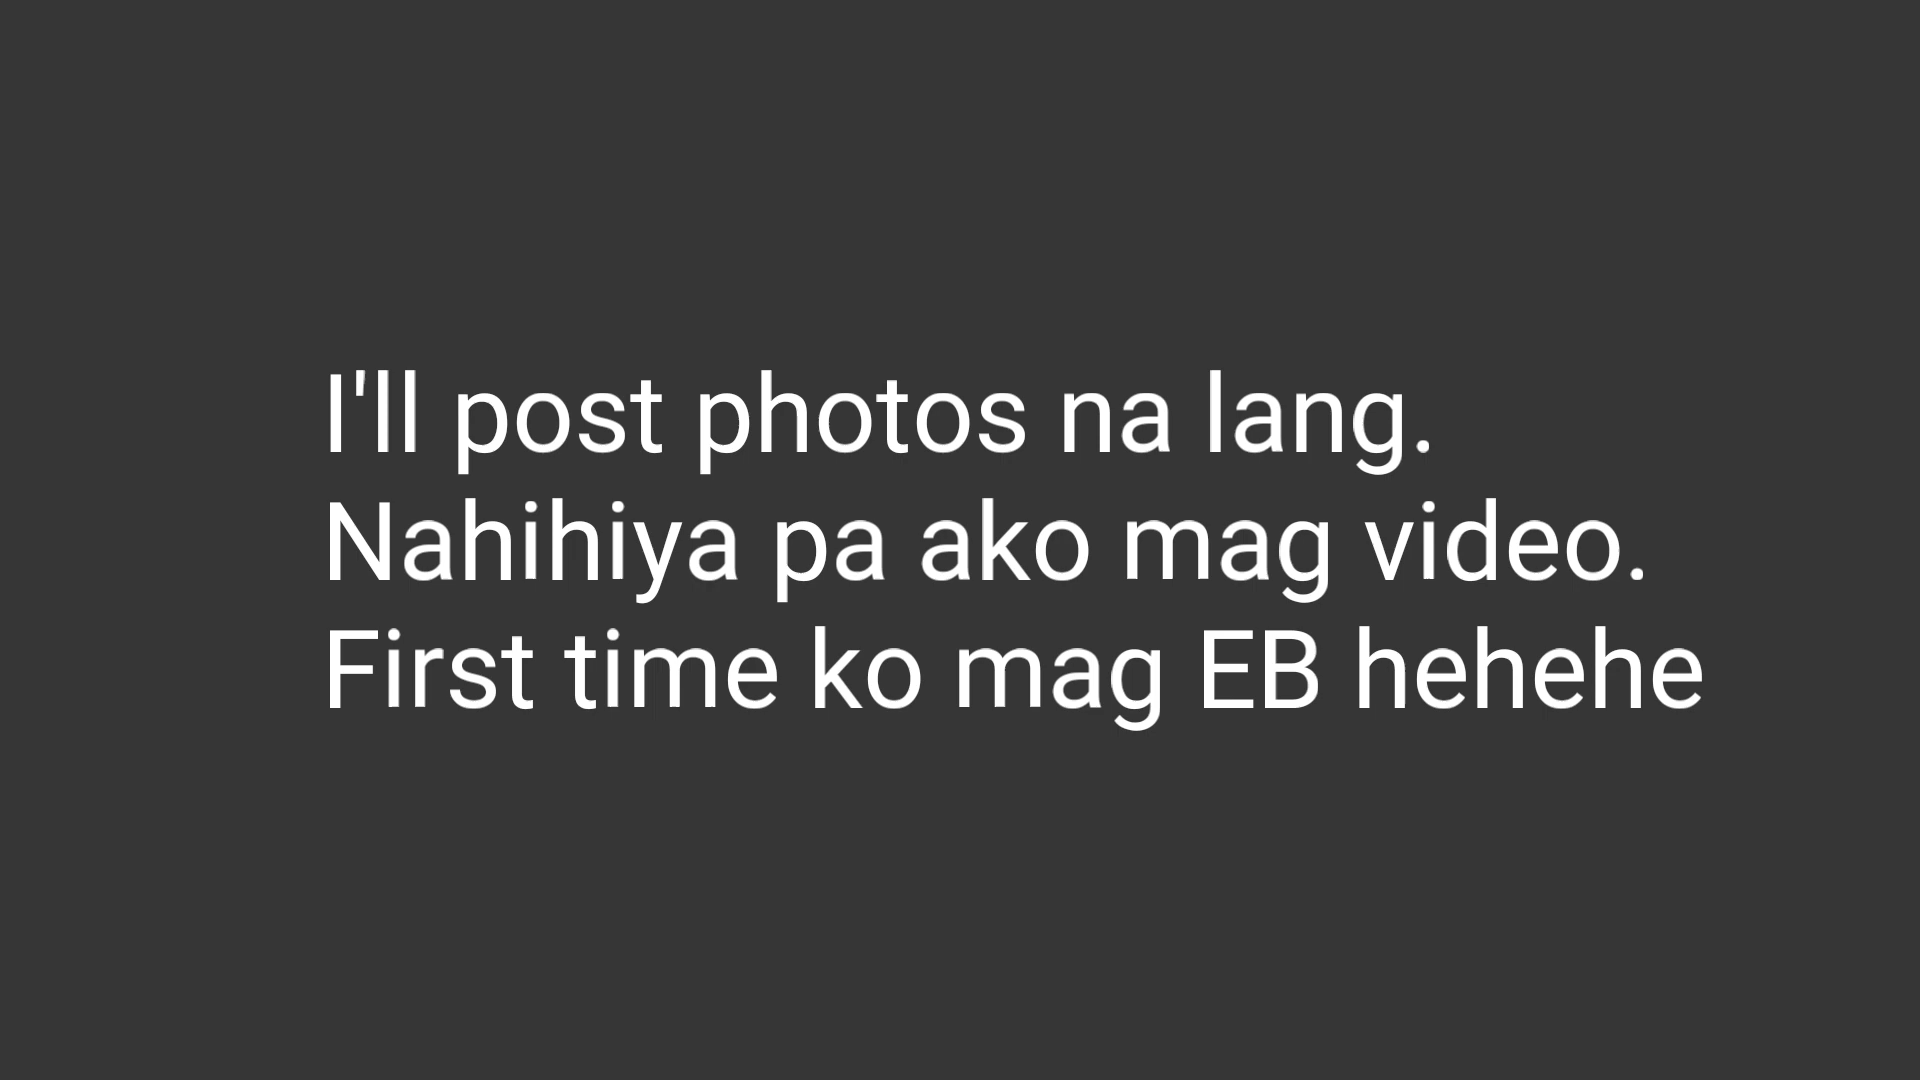 I'll post photos na lang.
Nahihiya pa ako mag video.
First time ko mag EB hehehe